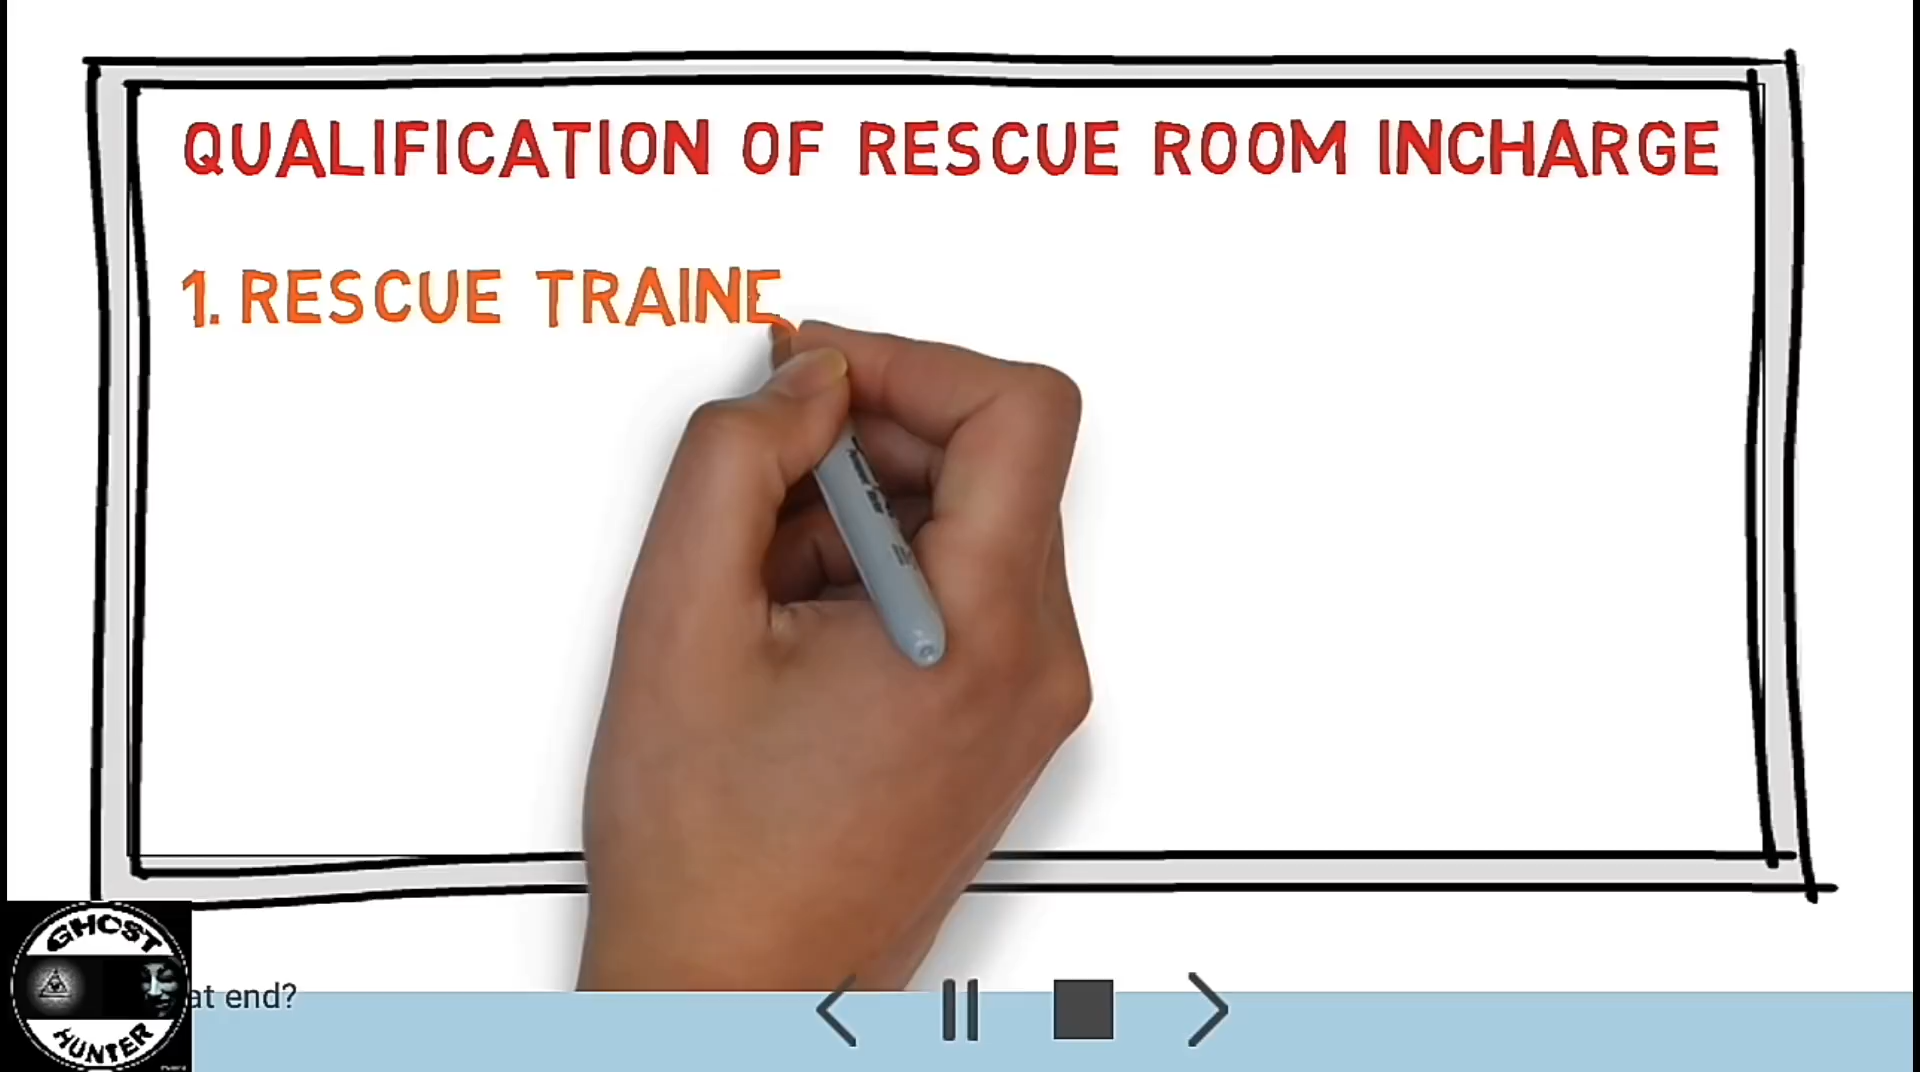 QUALIFICATION OF RESCUE ROOM INCHARGE
1. RESCUE TRAINE
GHOST
HUNTER
at end?